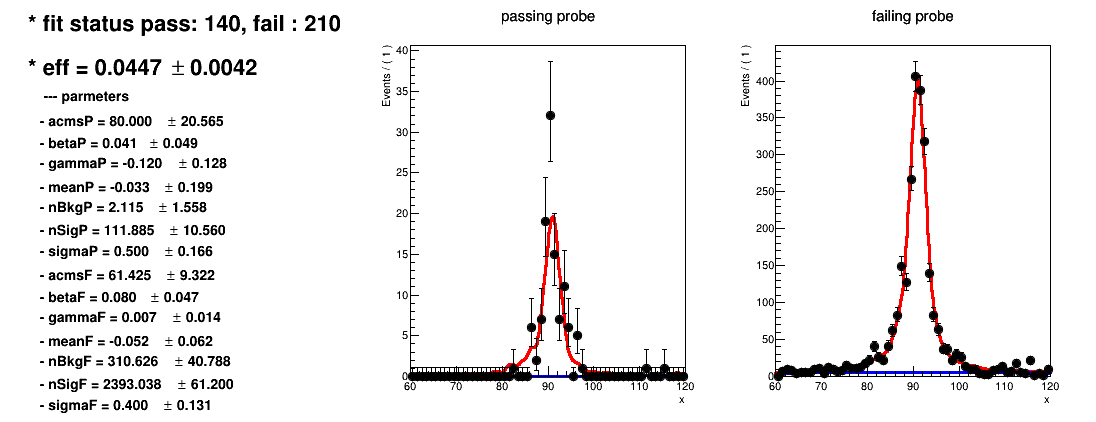 * fit status pass: 140, fail : 210
* eff = 0.0447 ± 0.0042
--- parmeters
- acmsP = 80.000 ± 20.565
- betaP = 0.041 ± 0.049
- gammaP = -0.120 ± 0.128
- meanP = -0.033 ± 0.199
- nBkgP = 2.115 ± 1.558
- nSigP = 111.885 ± 10.560
- sigmaP = 0.500 ± 0.166
- acmsF = 61.425 ± 9.322
- betaF = 0.080 ± 0.047
- gammaF = 0.007 ± 0.014
- meanF = -0.052 ± 0.062
- nBkgF = 310.626 ± 40.788
- nSigF = 2393.038 ± 61.200
- sigmaF = 0.400 ± 0.131
passing probe
Events / ( 1 )
40
35
30
25
20
15
10
5
0
60 70 80 90 100 110 120
x
failing probe
Events / ( 1 )
400
350
300
250
200
150
100
50
0
60 70 80 90 100 110 120
x